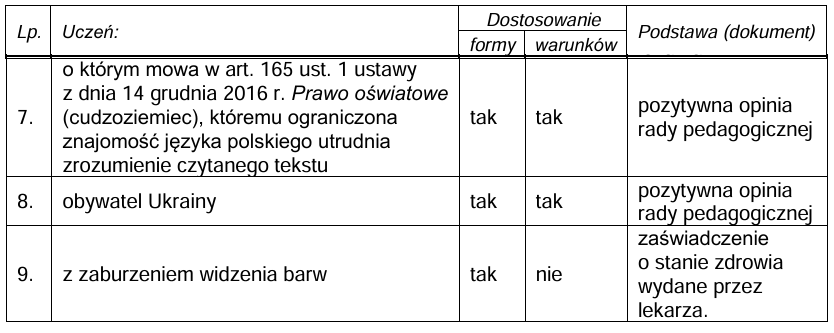 Lp. Uczeń: Dostosowanie Podstawa (dokument)
formy warunków
7. o którym mowa w art. 165 ust. 1 ustawy
z dnia 14 grudnia 2016 r. Prawo oświatowe
(cudzoziemiec), któremu ograniczona
znajomość języka polskiego utrudnia
zrozumienie czytanego tekstu
tak tak pozytywna opinia
rady pedagogicznej
8. obywatel Ukrainy tak tak pozytywna opinia
rady pedagogicznej
9. z zaburzeniem widzenia barw tak nie zaświadczenie
o stanie zdrowia
wydane przez
lekarza.